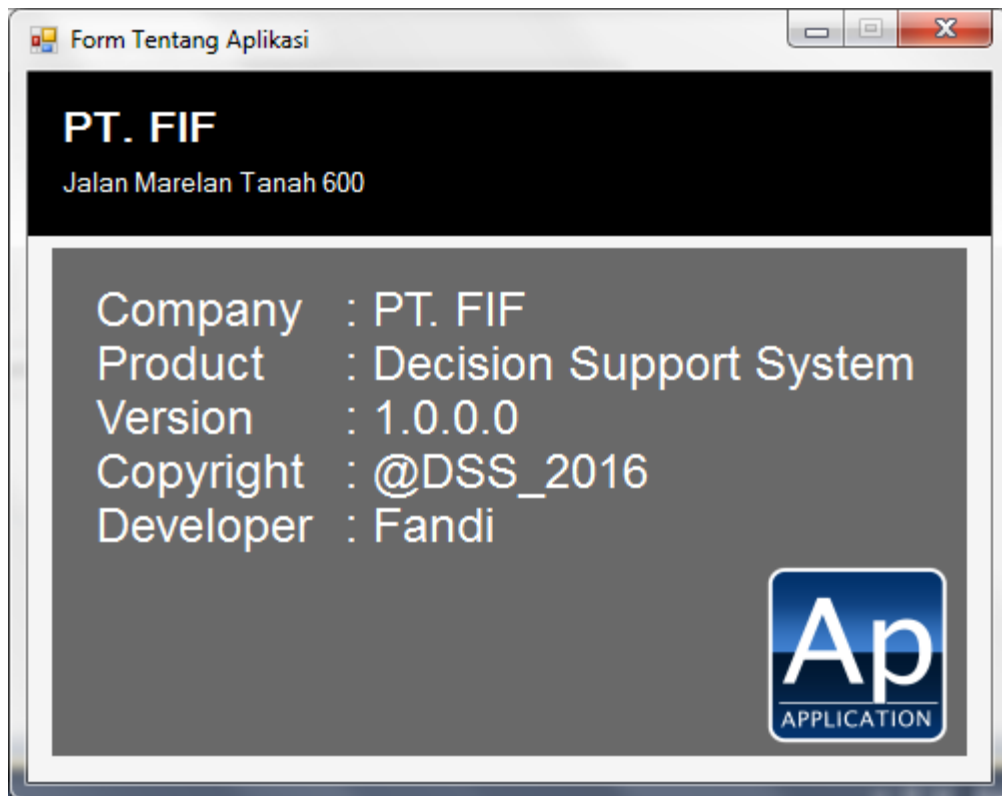 Form Tentang Aplikasi
PT. FIF
Jalan Marelan Tanah 600
Company : PT. FIF
Product : Decision Support System
Version : 1.0.0.0
Copyright : @DSS_2016
Developer : Fandi
Ap
APPLICATION